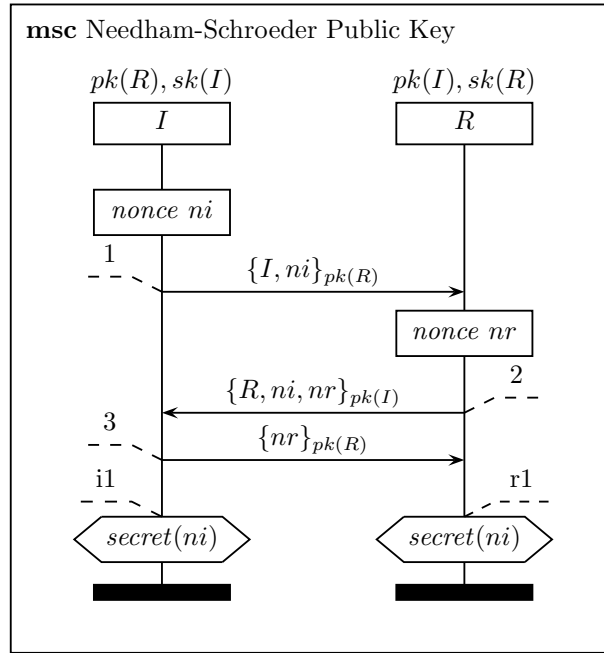 msc Needham-Schroeder Public Key
pk(R), sk(I) pk(I), sk(R)
I R
nonce ni
1
{I, ni}pk(R)
nonce nr
{R, ni, nr}pk(I) 2
3 {nr}pk(R)
i1 r1
secret(ni) secret(ni)